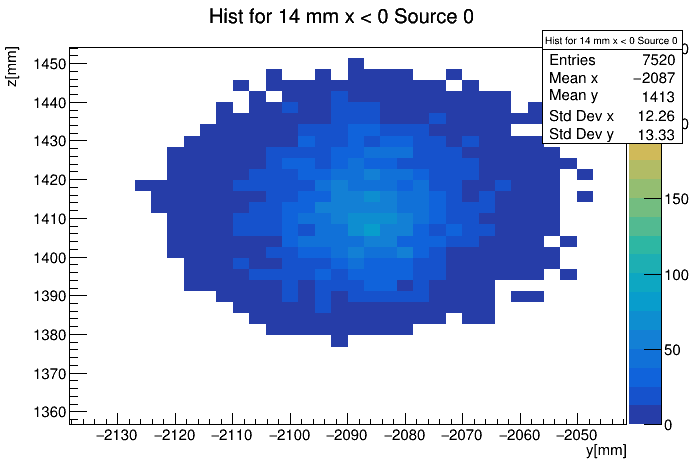 Hist for 14 mm x < 0 Source 0
z[mm]
1450
1440
1430
1420
1410
1400
1390
1380
1370
1360
−2130 −2120 −2110 −2100 −2090 −2080 −2070 −2060 −2050
y[mm]
Hist for 14 mm x < 0 Source 0
Entries 7520
Mean x −2087
Mean y 1413
Std Dev x 12.26
Std Dev y 13.33
150
100
50
0